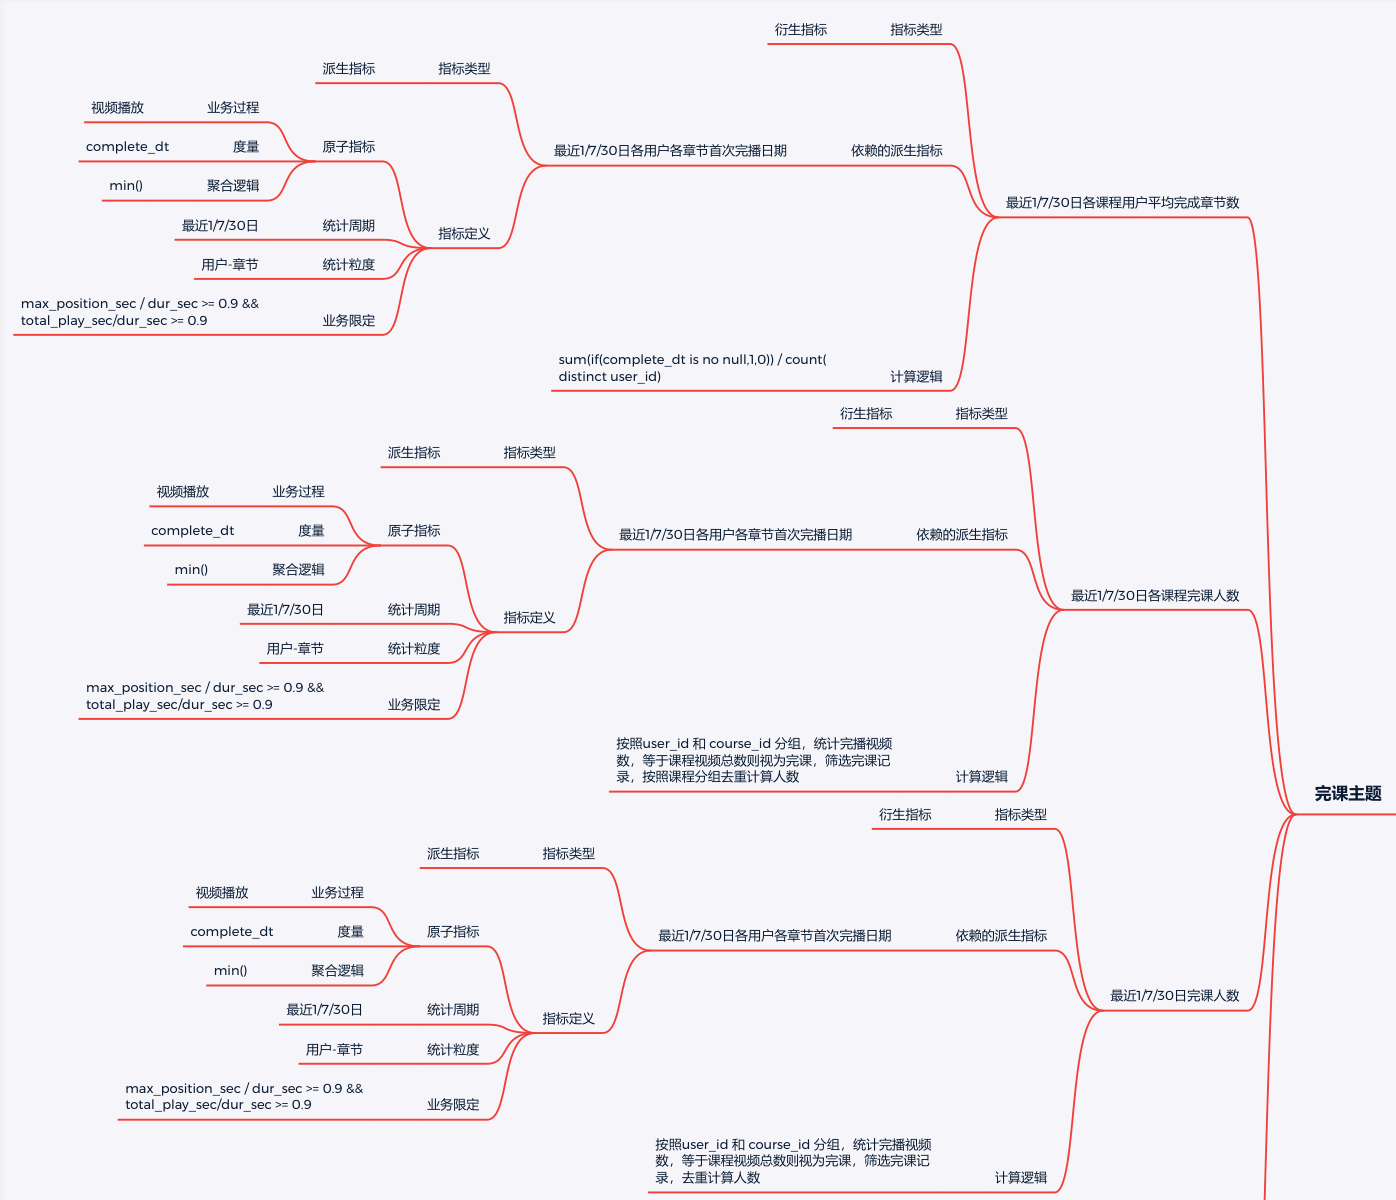 衍生指标 指标类型
派生指标 指标类型
视频播放 业务过程
complete_dt 度量 原子指标 最近1/7/30日各用户各章节首次完播日期 依赖的派生指标
min() 聚合逻辑
最近1/7/30日各课程用户平均完成章节数
最近1/7/30日 统计周期 指标定义
用户-章节 统计粒度
max_position_sec / dur_sec >= 0.9 &&
total_play_sec/dur_sec >= 0.9 业务限定
sum(if(complete_dt is no null,1,0)) / count(
distinct user_id) 计算逻辑
衍生指标 指标类型
派生指标 指标类型
视频播放 业务过程
complete_dt 度量 原子指标 最近1/7/30日各用户各章节首次完播日期 依赖的派生指标
min() 聚合逻辑
最近1/7/30日各课程完课人数
最近1/7/30日 统计周期 指标定义
用户-章节 统计粒度
max_position_sec / dur_sec >= 0.9 &&
total_play_sec/dur_sec >= 0.9 业务限定
按照user_id 和 course_id 分组，统计完播视频
数，等于课程视频总数则视为完课，筛选完课记
录，按照课程分组去重计算人数 计算逻辑
完课主题
衍生指标 指标类型
派生指标 指标类型
视频播放 业务过程
complete_dt 度量 原子指标 最近1/7/30日各用户各章节首次完播日期 依赖的派生指标
min() 聚合逻辑
最近1/7/30日完课人数
最近1/7/30日 统计周期 指标定义
用户-章节 统计粒度
max_position_sec / dur_sec >= 0.9 &&
total_play_sec/dur_sec >= 0.9 业务限定
按照user_id 和 course_id 分组，统计完播视频
数，等于课程视频总数则视为完课，筛选完课记
录，去重计算人数 计算逻辑